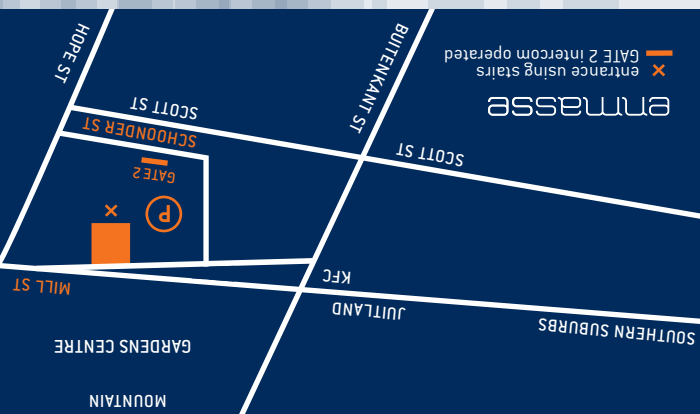 MOUNTAIN
GARDENS CENTRE
SOUTHERN SUBURBS
JUITLAND
MILL ST
KFC
P
GATE 2
SCOTT ST
SCHOONDER ST
SCOTT ST
enmasse
entrance using stairs
GATE 2 intercom operated
BUITENKANT ST
HOPE ST